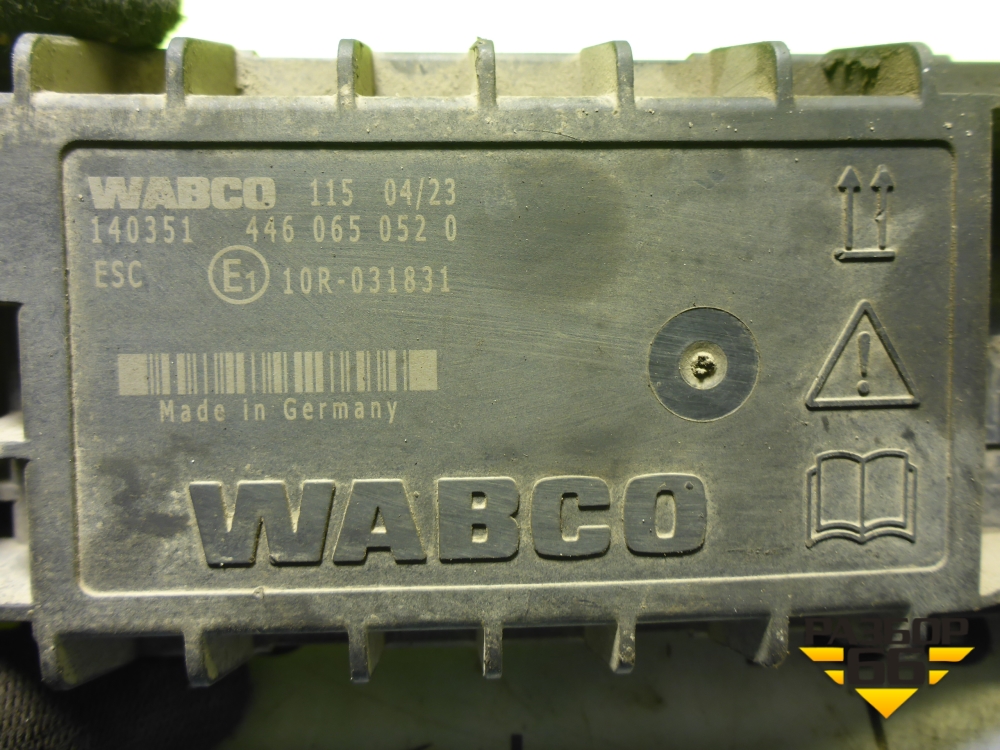 WABCO 115 04/23
140351 446 065 052 0
ESC E1 10R-031831
Made in Germany
WABCO
РАЗБОР
66